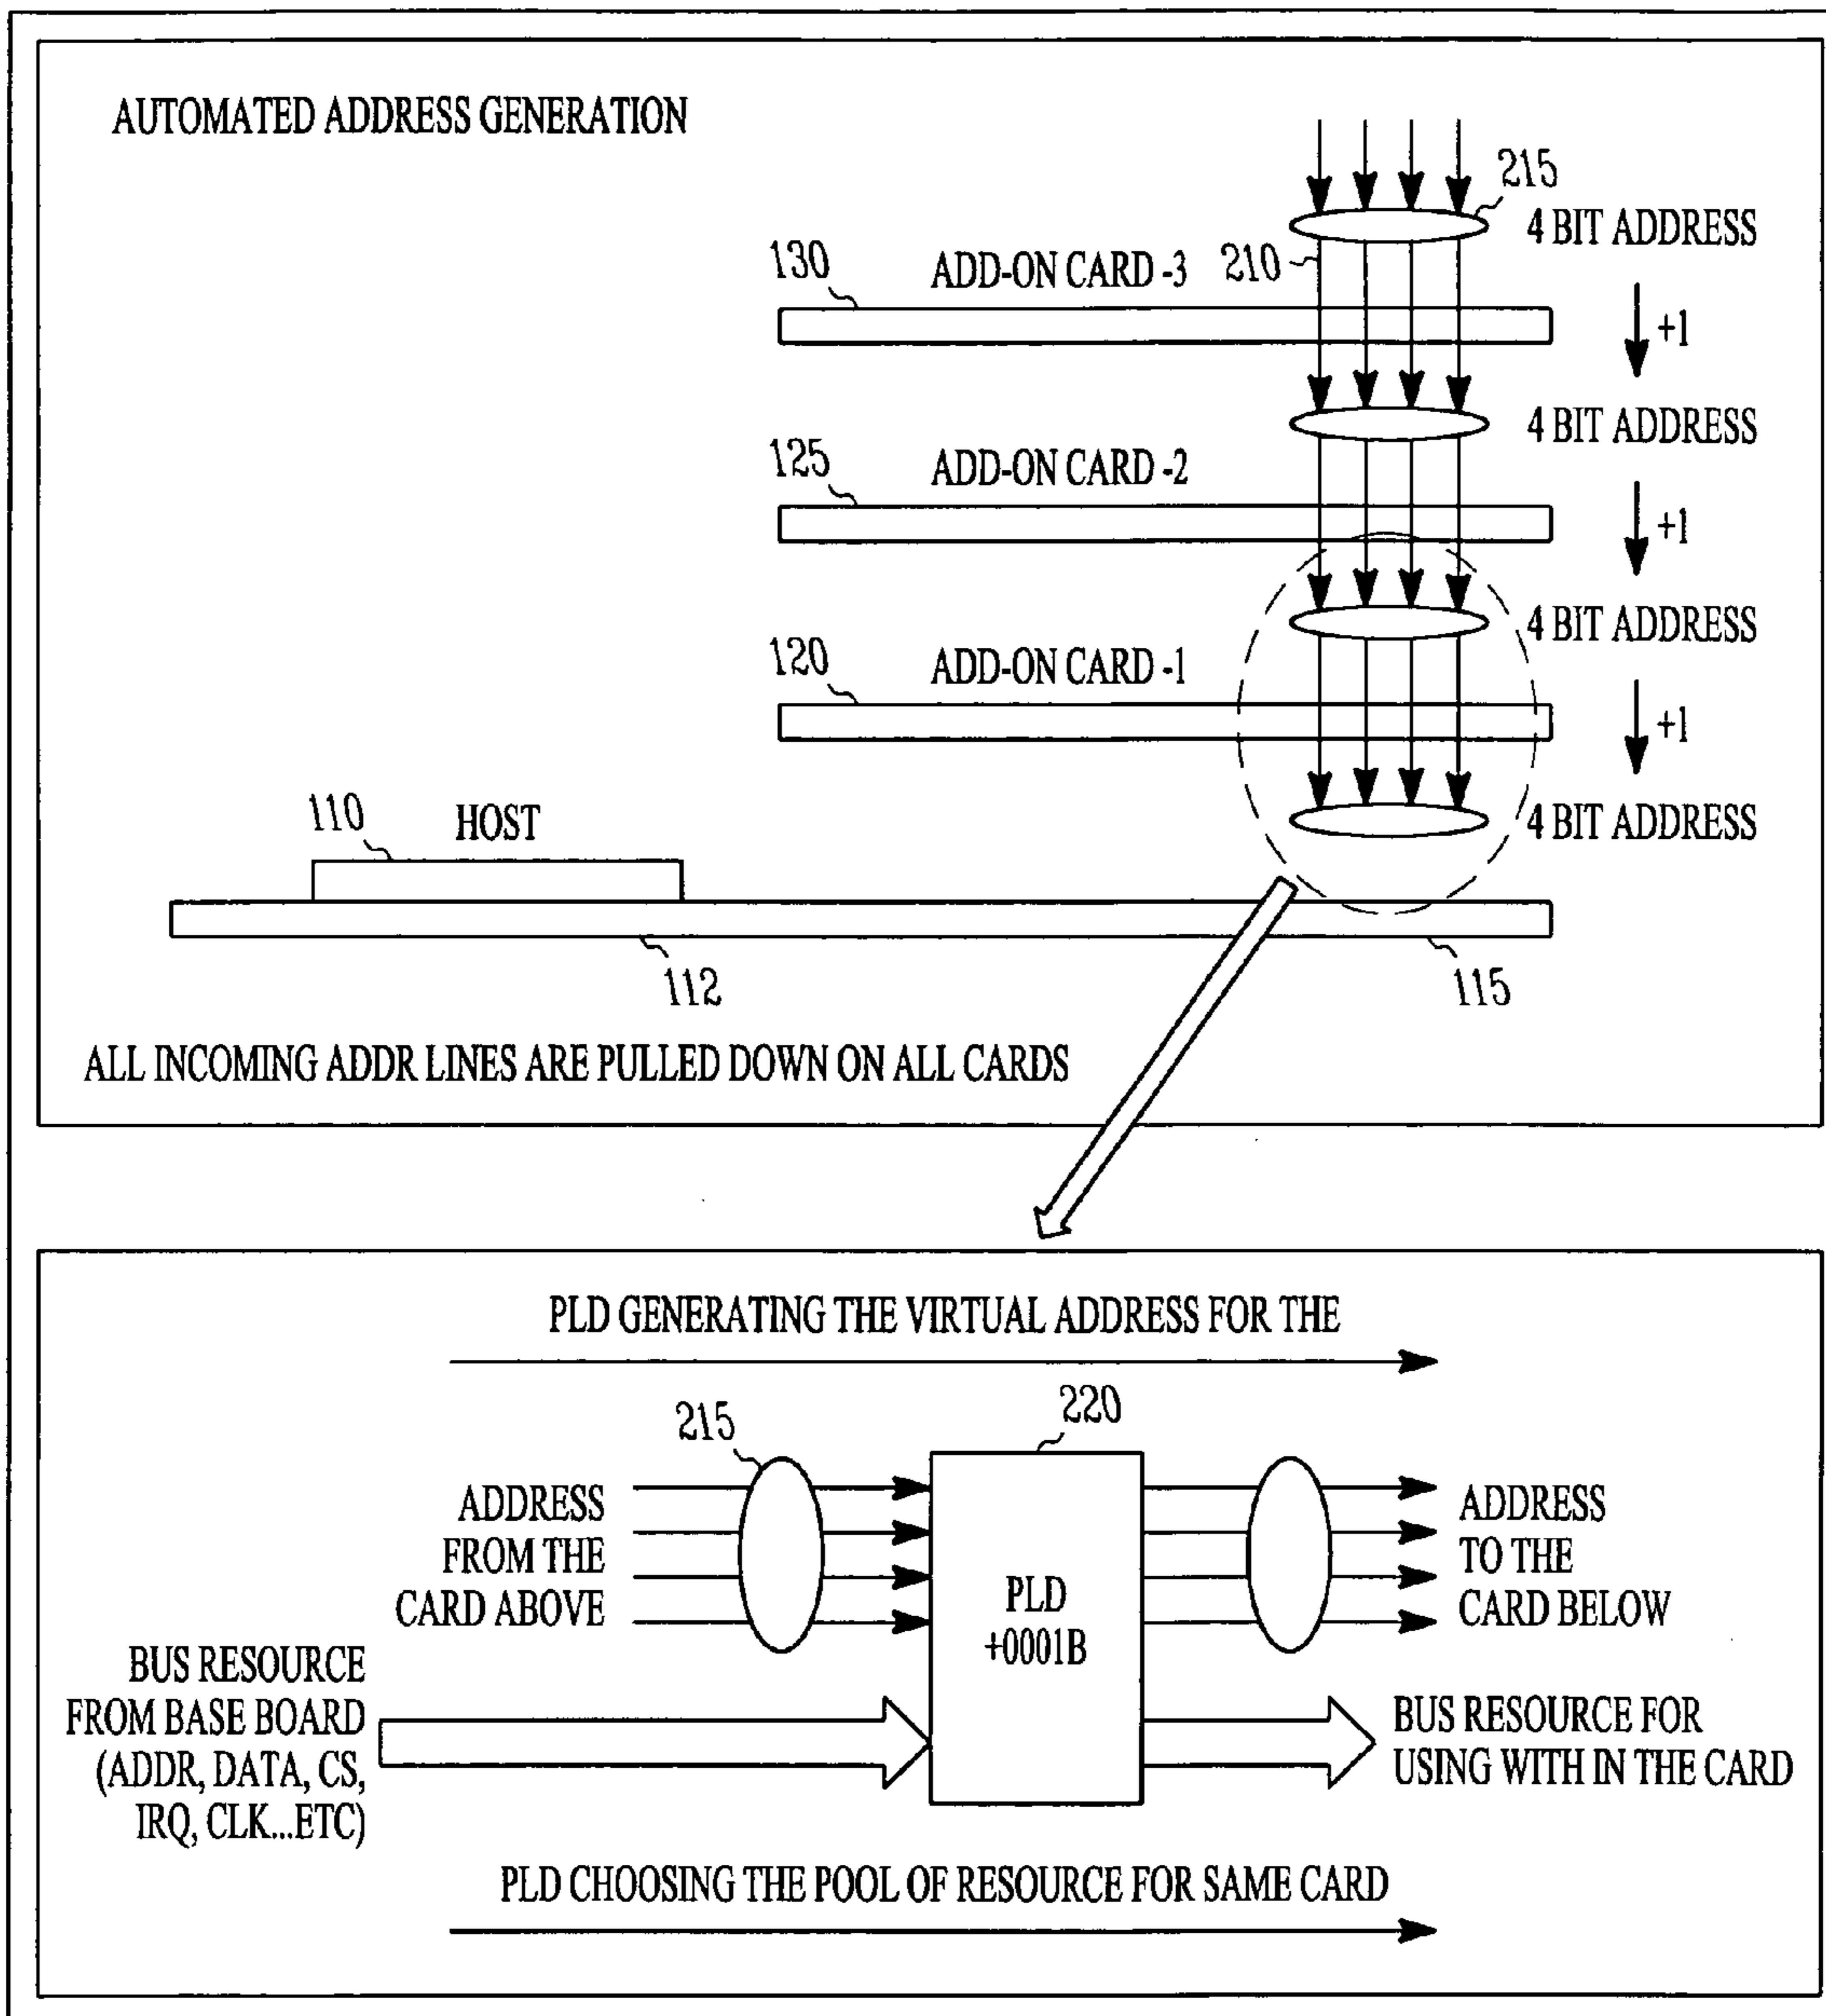 AUTOMATED ADDRESS GENERATION
215
4 BIT ADDRESS
130
ADD-ON CARD -3
210
+1
4 BIT ADDRESS
125
ADD-ON CARD -2
+1
4 BIT ADDRESS
120
ADD-ON CARD -1
+1
110
HOST
4 BIT ADDRESS
112
115
ALL INCOMING ADDR LINES ARE PULLED DOWN ON ALL CARDS
PLD GENERATING THE VIRTUAL ADDRESS FOR THE
215
220
ADDRESS
FROM THE
CARD ABOVE
PLD
+0001B
ADDRESS
TO THE
CARD BELOW
BUS RESOURCE
FROM BASE BOARD
(ADDR, DATA, CS,
IRQ, CLK...ETC)
BUS RESOURCE FOR
USING WITH IN THE CARD
PLD CHOOSING THE POOL OF RESOURCE FOR SAME CARD